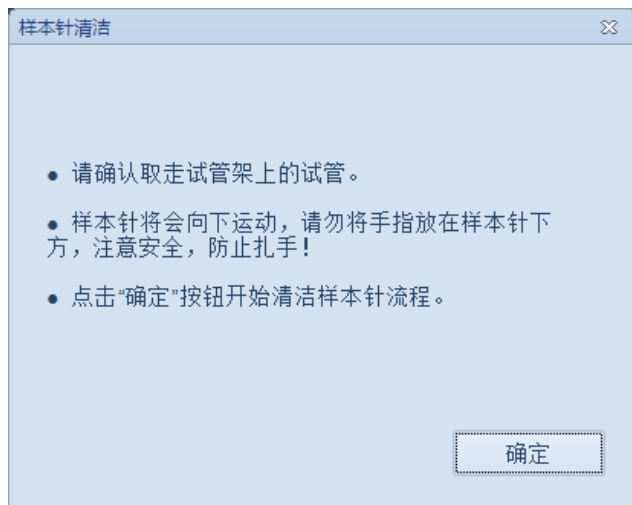 样本针清洁
● 请确认取走试管架上的试管。
● 样本针将会向下运动，请勿将手指放在样本针下
方，注意安全，防止扎手！
● 点击“确定”按钮开始清洁样本针流程。
确定